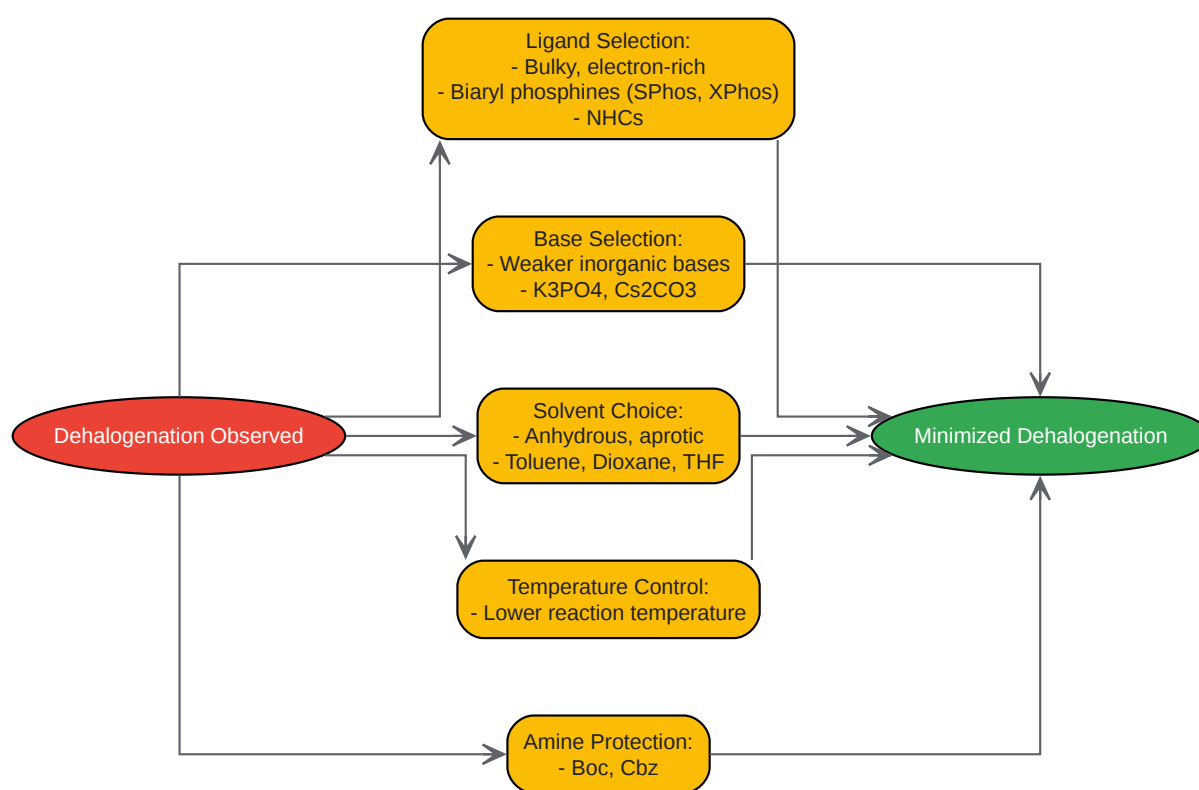 Ligand Selection:
- Bulky, electron-rich
- Biaryl phosphines (SPhos, XPhos)
- NHCs
Base Selection:
- Weaker inorganic bases
- K3PO4, Cs2CO3
Dehalogenation Observed
Solvent Choice:
- Anhydrous, aprotic
- Toluene, Dioxane, THF
Minimized Dehalogenation
Temperature Control:
- Lower reaction temperature
Amine Protection:
- Boc, Cbz